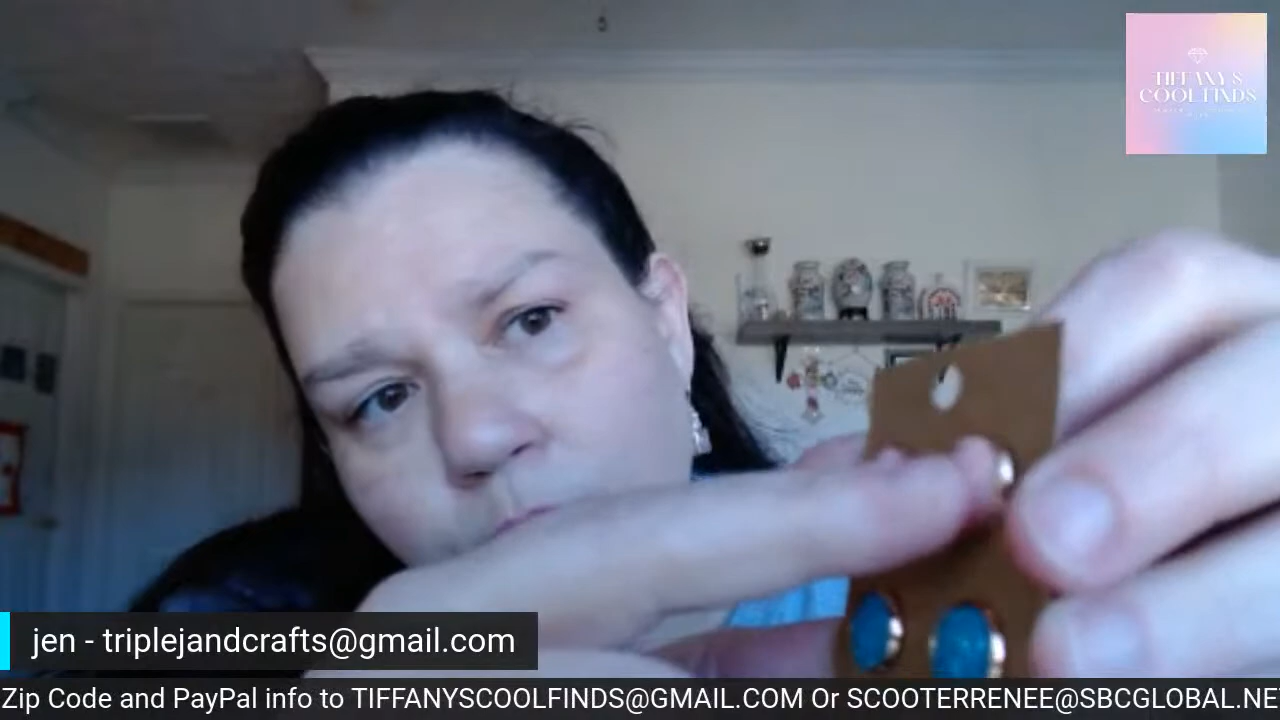 TIFFANY'S
COOL FINDS
jen - triplejandcrafts@gmail.com
Zip Code and PayPal info to TIFFANYSCOOLFINDS@GMAIL.COM Or SCOOTERRENEE@SBCGLOBAL.NE